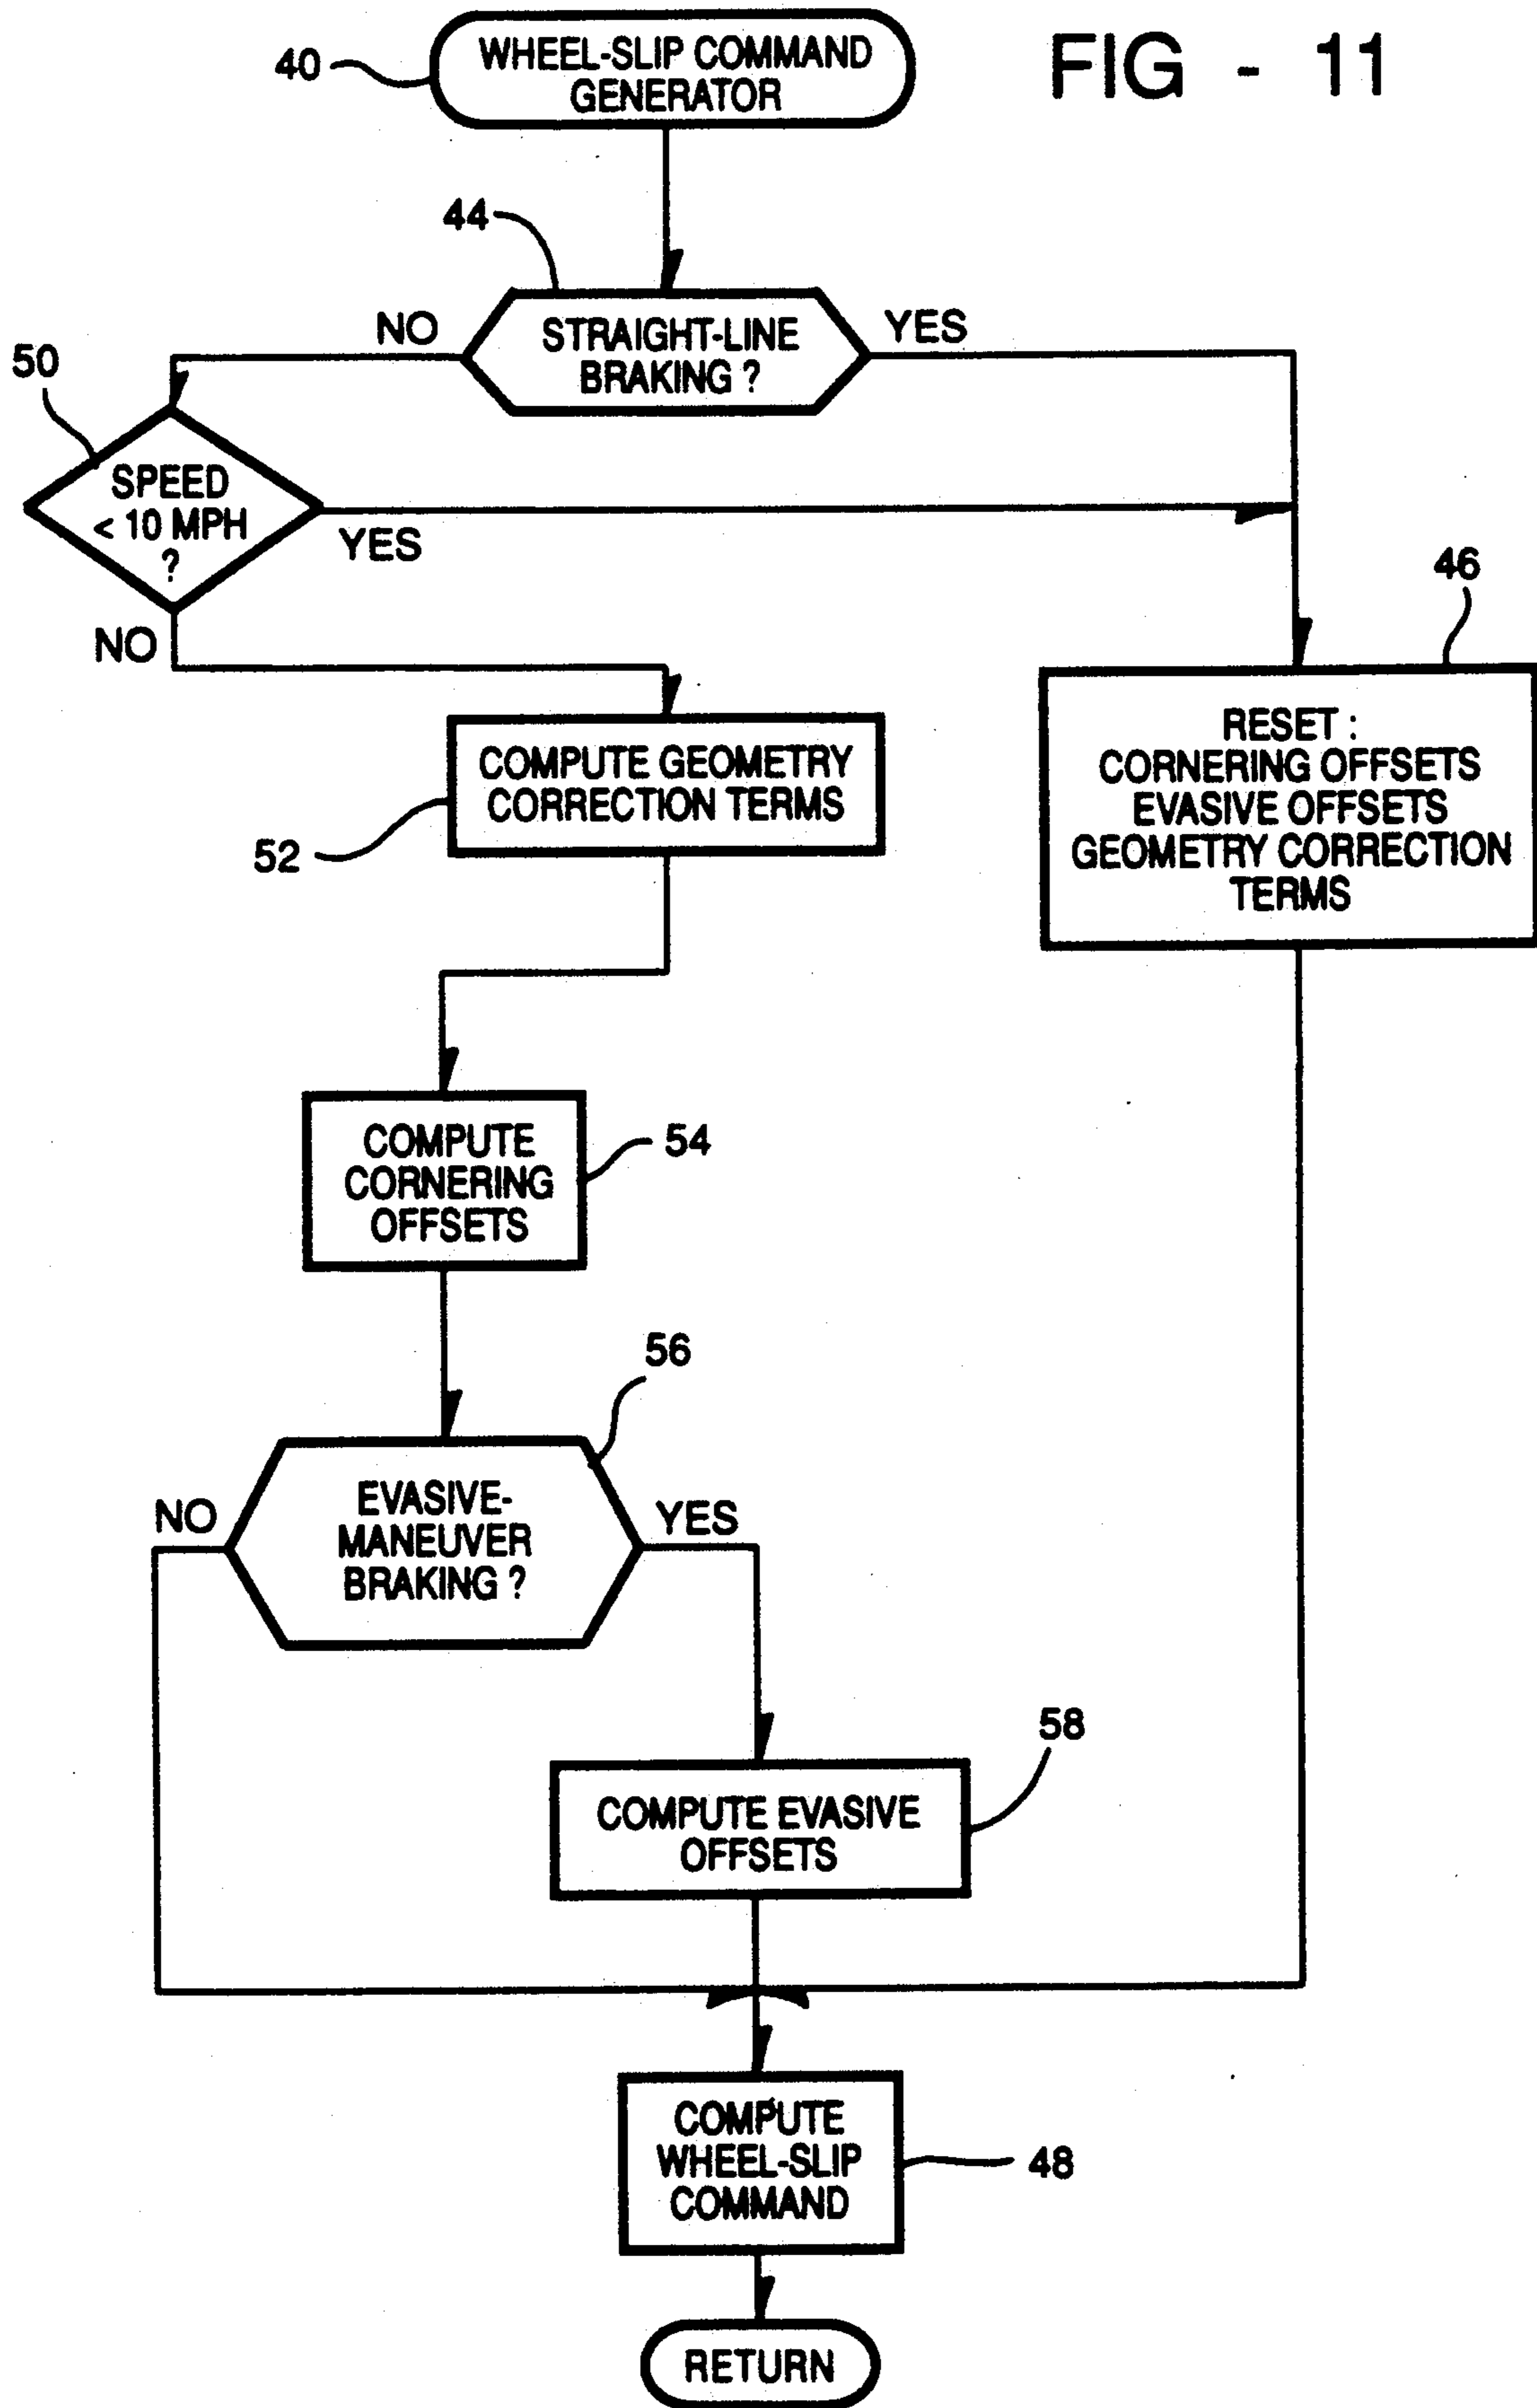 FIG - 11
40
WHEEL-SLIP COMMAND
GENERATOR
44
NO
STRAIGHT-LINE
BRAKING ?
YES
50
SPEED
< 10 MPH
?
YES
NO
46
RESET :
CORNERING OFFSETS
EVASIVE OFFSETS
GEOMETRY CORRECTION
TERMS
COMPUTE GEOMETRY
CORRECTION TERMS
52
COMPUTE
CORNERING
OFFSETS
54
56
NO
EVASIVE-
MANEUVER
BRAKING ?
YES
58
COMPUTE EVASIVE
OFFSETS
COMPUTE
WHEEL-SLIP
COMMAND
48
RETURN